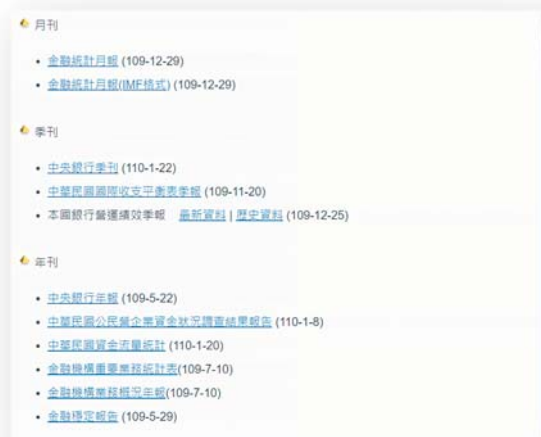 月刊
金融統計月報 (109-12-29)
金融統計月報(IMF格式) (109-12-29)
季刊
中央銀行季刊 (110-1-22)
中華民國國際收支平衡表季報 (109-11-20)
本國銀行營運績效季報 最新資料 | 歷史資料 (109-12-25)
年刊
中央銀行年報 (109-5-22)
中華民國公民營企業資金狀況調查結果報告 (110-1-8)
中華民國資金流量統計 (110-1-20)
金融機構重要業務統計表(109-7-10)
金融機構業務概況年報(109-7-10)
金融穩定報告 (109-5-29)